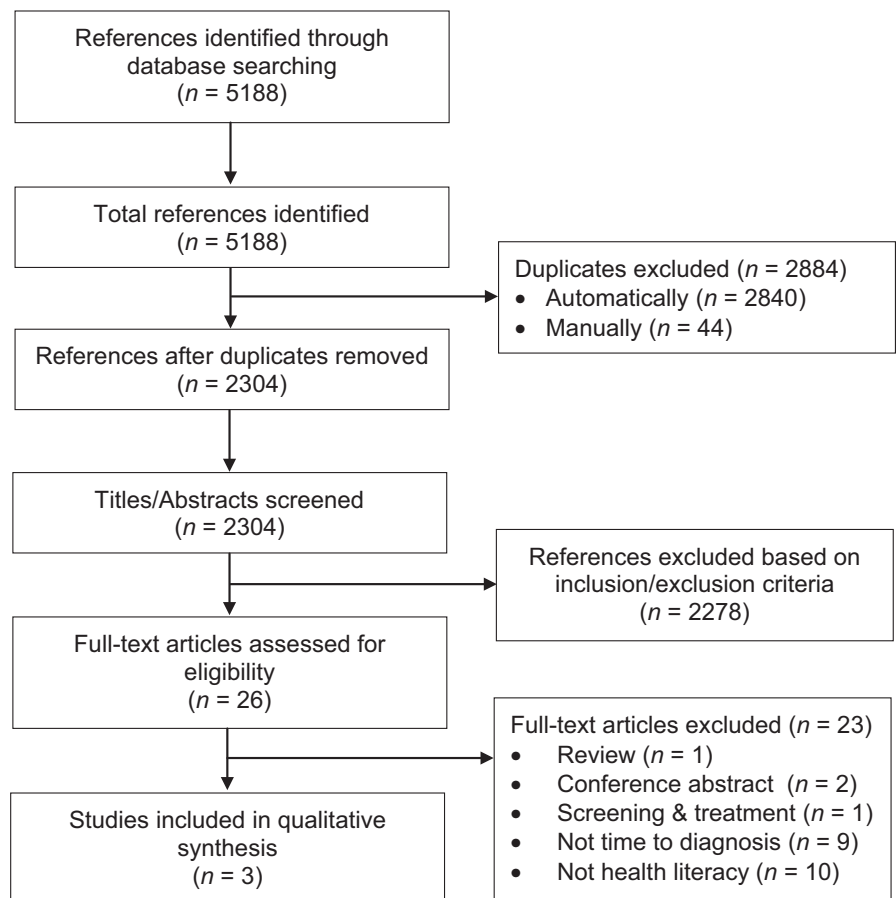 References identified through
database searching
(n = 5188)
Total references identified
(n = 5188)
Duplicates excluded (n = 2884)
• Automatically (n = 2840)
• Manually (n = 44)
References after duplicates removed
(n = 2304)
Titles/Abstracts screened
(n = 2304)
References excluded based on
inclusion/exclusion criteria
(n = 2278)
Full-text articles assessed for
eligibility
(n = 26)
Full-text articles excluded (n = 23)
• Review (n = 1)
• Conference abstract (n = 2)
• Screening & treatment (n = 1)
• Not time to diagnosis (n = 9)
• Not health literacy (n = 10)
Studies included in qualitative
synthesis
(n = 3)